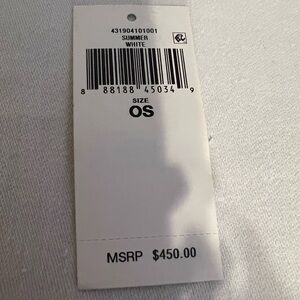 431904101001
SUMMER
WHITE
8 88188 45034 9
SIZE
OS
MSRP $450.00